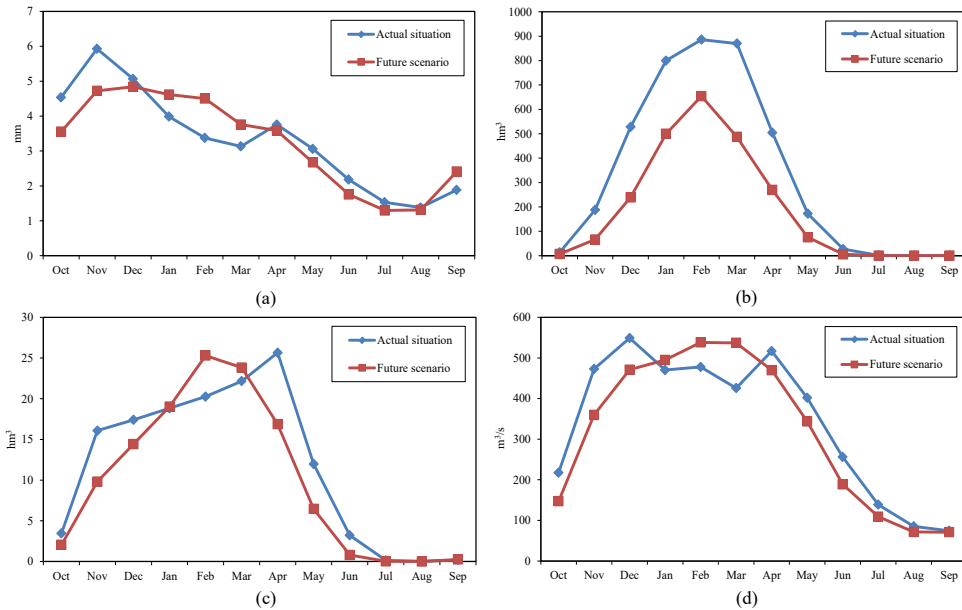 7
6
5
4
3
2
1
0
mm
Actual situation
Future scenario
Oct Nov Dec Jan Feb Mar Apr May Jun Jul Aug Sep
(a)
1000
900
800
700
600
500
400
300
200
100
0
hm³
Actual situation
Future scenario
Oct Nov Dec Jan Feb Mar Apr May Jun Jul Aug Sep
(b)
30
25
20
15
10
5
0
hm³
Actual situation
Future scenario
Oct Nov Dec Jan Feb Mar Apr May Jun Jul Aug Sep
(c)
600
500
400
300
200
100
0
m³/s
Actual situation
Future scenario
Oct Nov Dec Jan Feb Mar Apr May Jun Jul Aug Sep
(d)